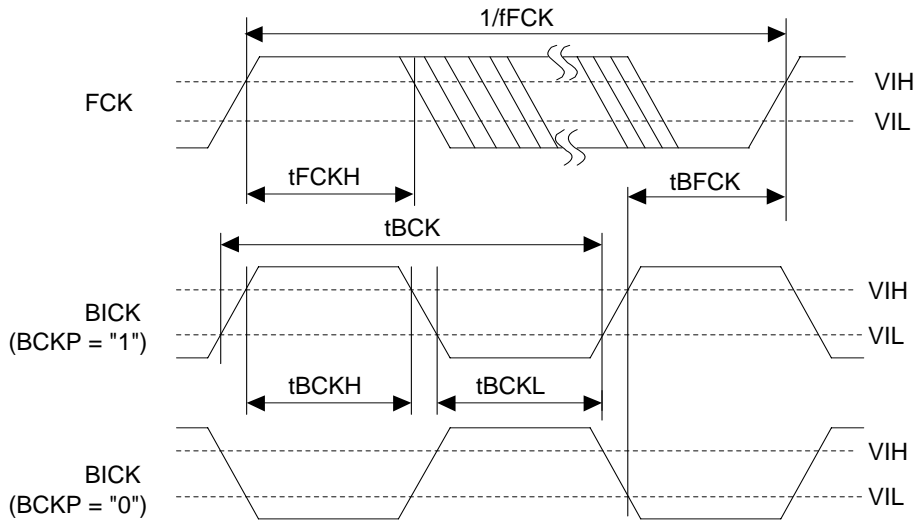 1/fFCK
FCK
VIH
VIL
tFCKH
tBFCK
tBCK
BICK
(BCKP = "1")
VIH
VIL
tBCKH
tBCKL
BICK
(BCKP = "0")
VIH
VIL